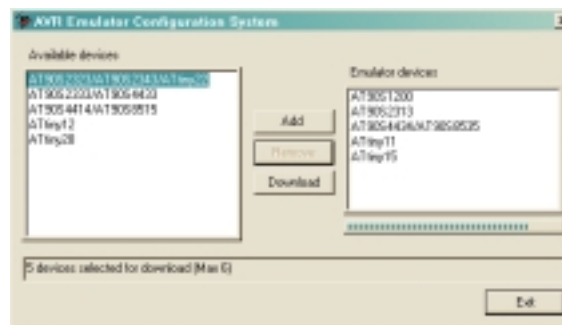 AVR Emulator Configuration System
Available devices
AT90S2323/AT90S2343/ATtiny22
AT90S2333/AT90S4433
AT90S4414/AT90S8515
ATtiny12
ATtiny28
Add
Remove
Download
Emulator devices
AT90S1200
AT90S2313
AT90S4434/AT90S8535
ATtiny11
ATtiny15
5 devices selected for download (Max 6)
Exit